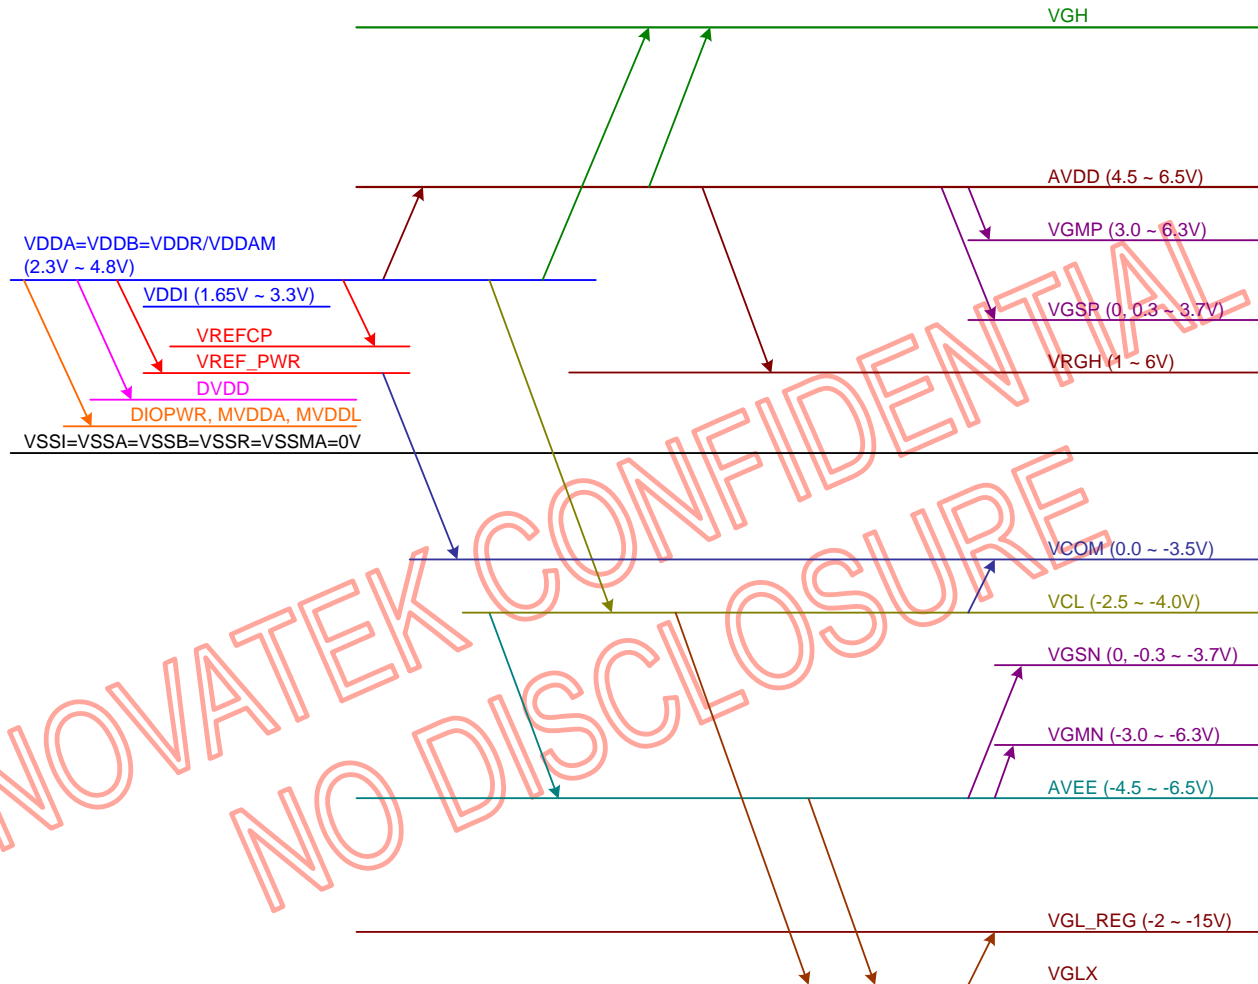 VGH
AVDD (4.5 ~ 6.5V)
VGMP (3.0 ~ 6.3V)
VDDA=VDDB=VDDR/VDDAM
(2.3V ~ 4.8V)
VDDI (1.65V ~ 3.3V)
VGSP (0, 0.3 ~ 3.7V)
VREFCP
VREF_PWR
VRGH (1 ~ 6V)
DVDD
DIOPWR, MVDDA, MVDDL
VSSI=VSSA=VSSB=VSSR=VSSMA=0V
VCOM (0.0 ~ -3.5V)
VCL (-2.5 ~ -4.0V)
VGSN (0, -0.3 ~ -3.7V)
VGMN (-3.0 ~ -6.3V)
AVEE (-4.5 ~ -6.5V)
VGL_REG (-2 ~ -15V)
VGLX
NOVATEK CONFIDENTIAL
NO DISCLOSURE